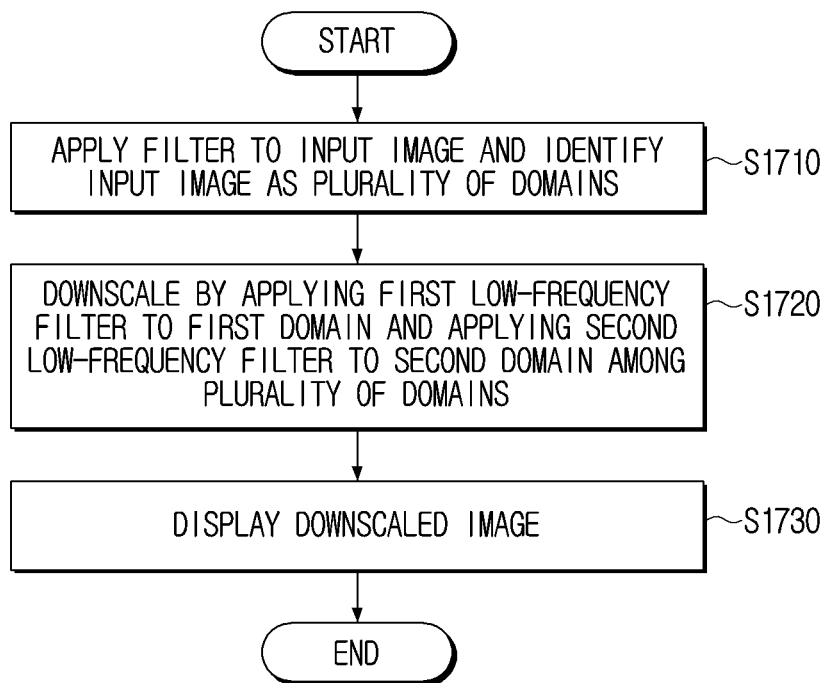 START
APPLY FILTER TO INPUT IMAGE AND IDENTIFY
INPUT IMAGE AS PLURALITY OF DOMAINS
S1710
DOWNSCALE BY APPLYING FIRST LOW-FREQUENCY
FILTER TO FIRST DOMAIN AND APPLYING SECOND
LOW-FREQUENCY FILTER TO SECOND DOMAIN AMONG
PLURALITY OF DOMAINS
S1720
DISPLAY DOWNSCALED IMAGE
S1730
END